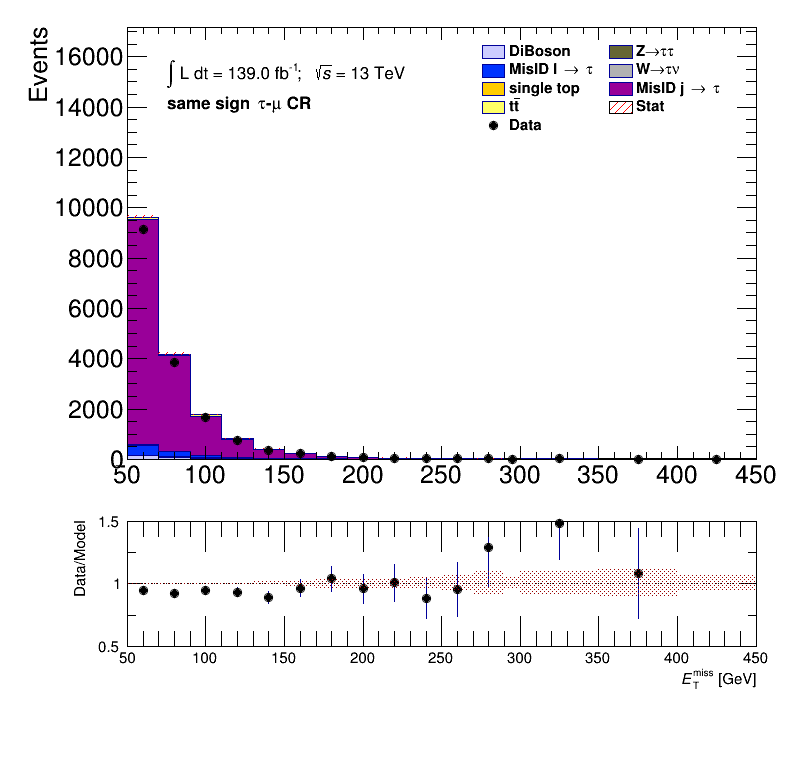 Events
16000
14000
12000
10000
8000
6000
4000
2000
0
∫ L dt = 139.0 fb⁻¹; √s = 13 TeV
same sign τ-μ CR
DiBoson
MisID l → τ
single top
tt̄
Data
Z→ττ
W→τν
MisID j → τ
Stat
50 100 150 200 250 300 350 400 450
Data/Model
1.5
1
0.5
50 100 150 200 250 300 350 400 450
E_T^miss [GeV]